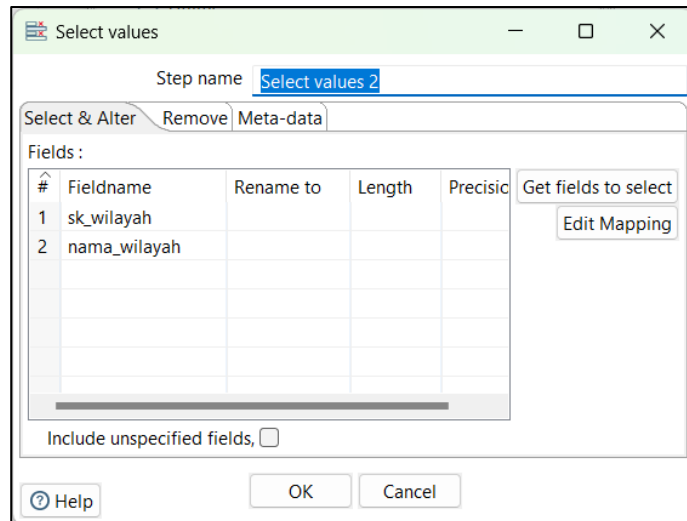 Select values
Step name Select values 2
Select & Alter Remove Meta-data
Fields :
# Fieldname Rename to Length Precisic Get fields to select
1 sk_wilayah Edit Mapping
2 nama_wilayah
Include unspecified fields,
Help OK Cancel